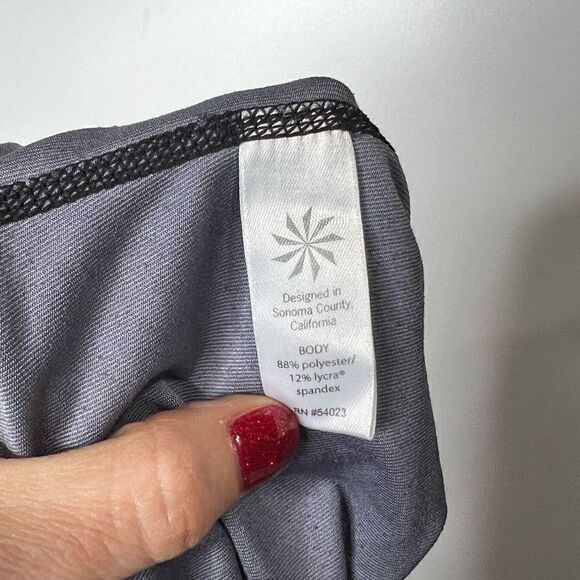 Designed in
Sonoma County,
California
BODY
88% polyester/
12% lycra®
spandex
RN #54023